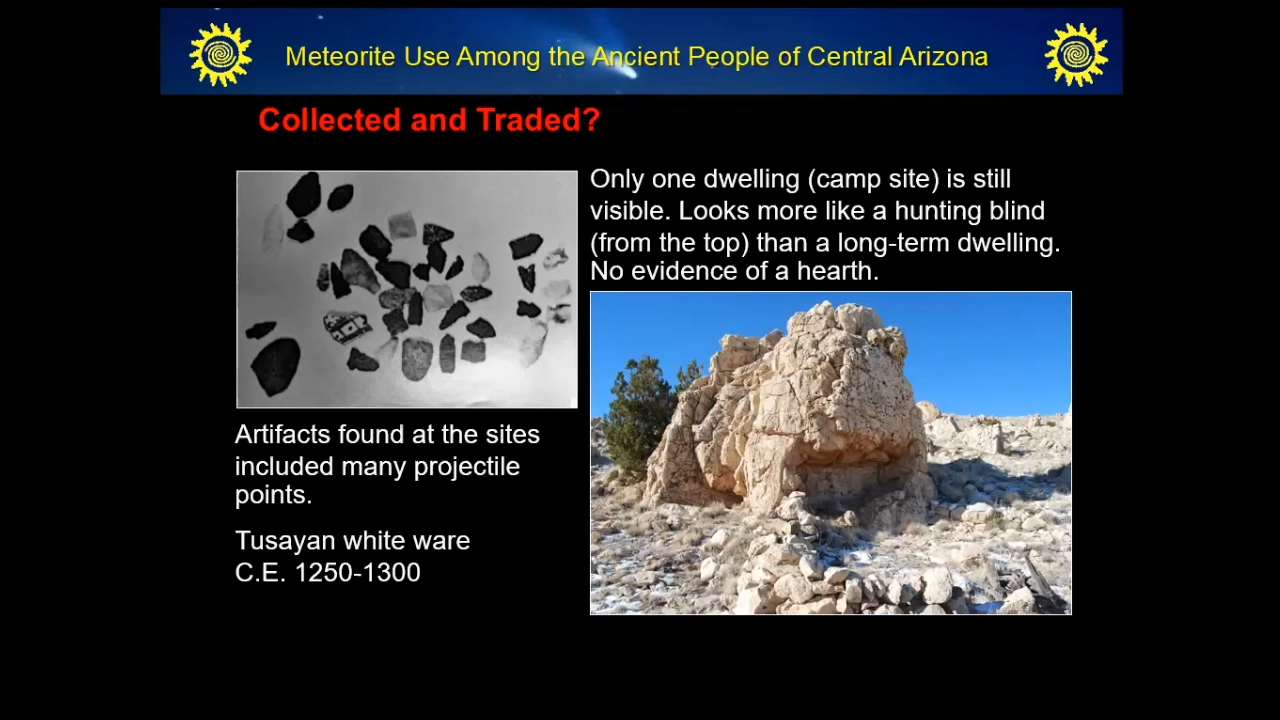 Meteorite Use Among the Ancient People of Central Arizona
Collected and Traded?
Only one dwelling (camp site) is still
visible. Looks more like a hunting blind
(from the top) than a long-term dwelling.
No evidence of a hearth.
Artifacts found at the sites
included many projectile
points.
Tusayan white ware
C.E. 1250-1300